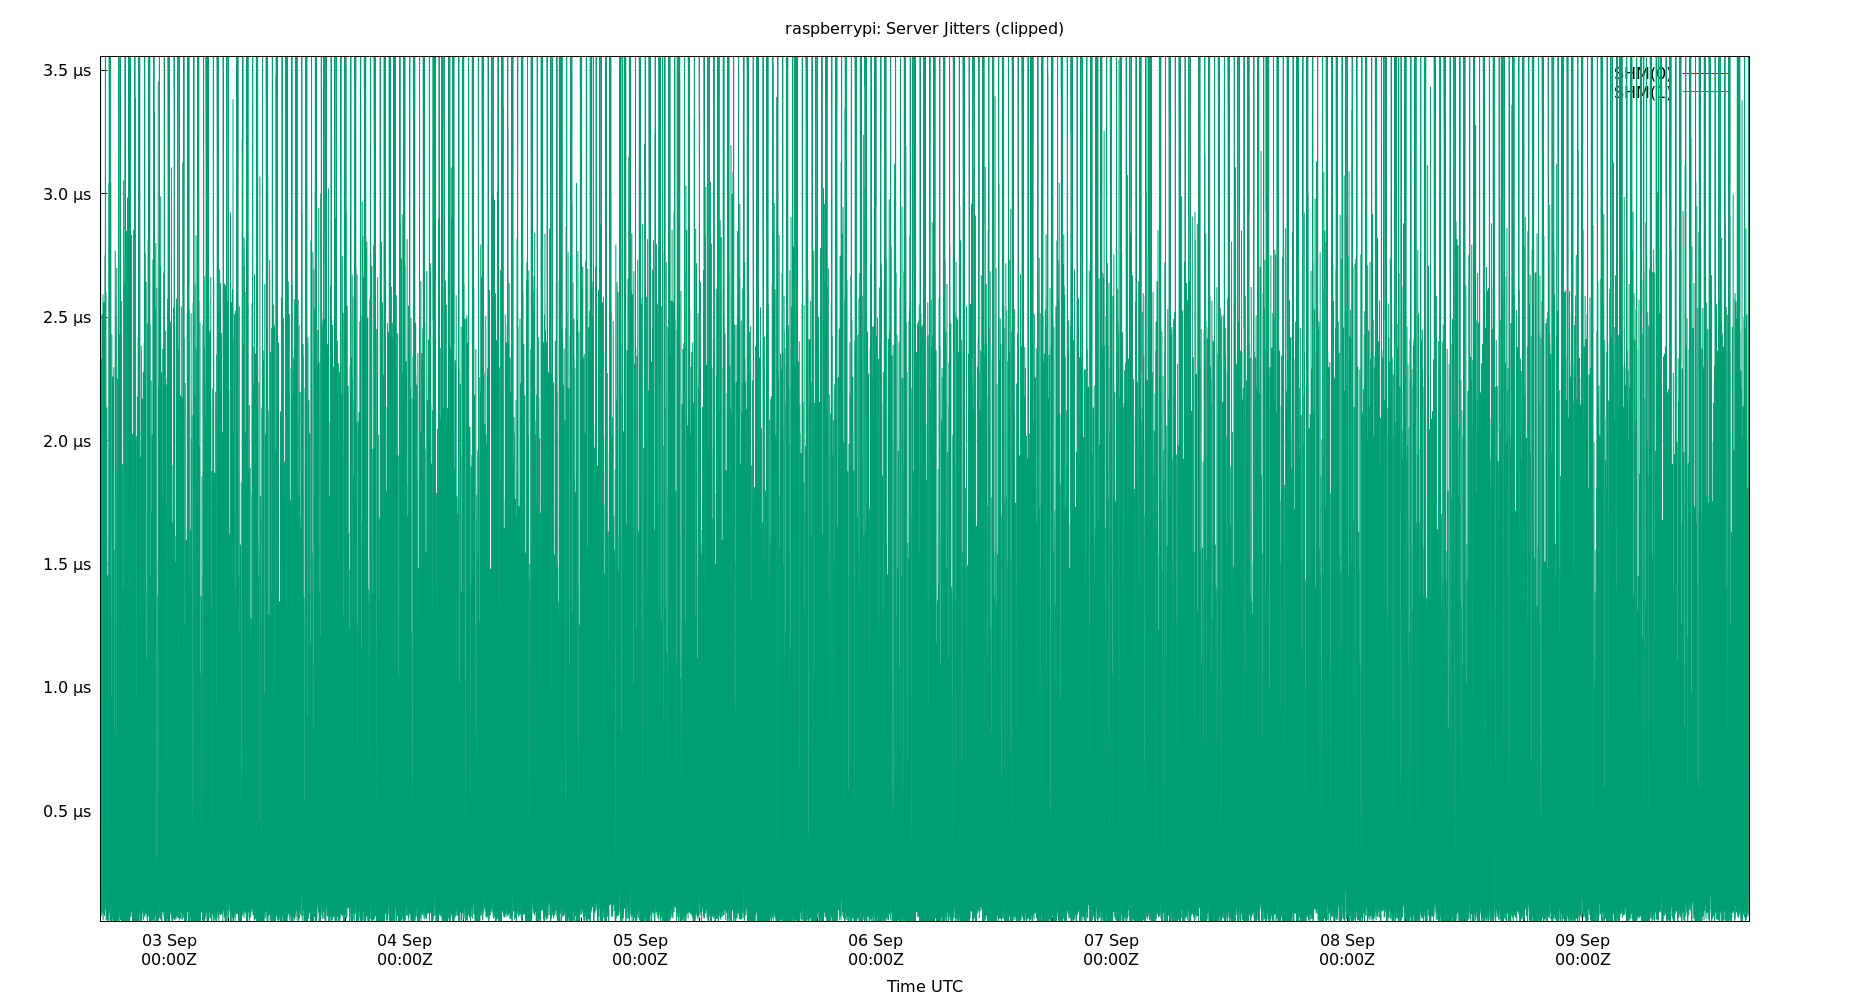 raspberrypi: Server Jitters (clipped)
3.5 µs
SHM(0)
SHM(1)
3.0 µs
2.5 µs
2.0 µs
1.5 µs
1.0 µs
0.5 µs
03 Sep 04 Sep 05 Sep 06 Sep 07 Sep 08 Sep 09 Sep
00:00Z 00:00Z 00:00Z 00:00Z 00:00Z 00:00Z 00:00Z
Time UTC